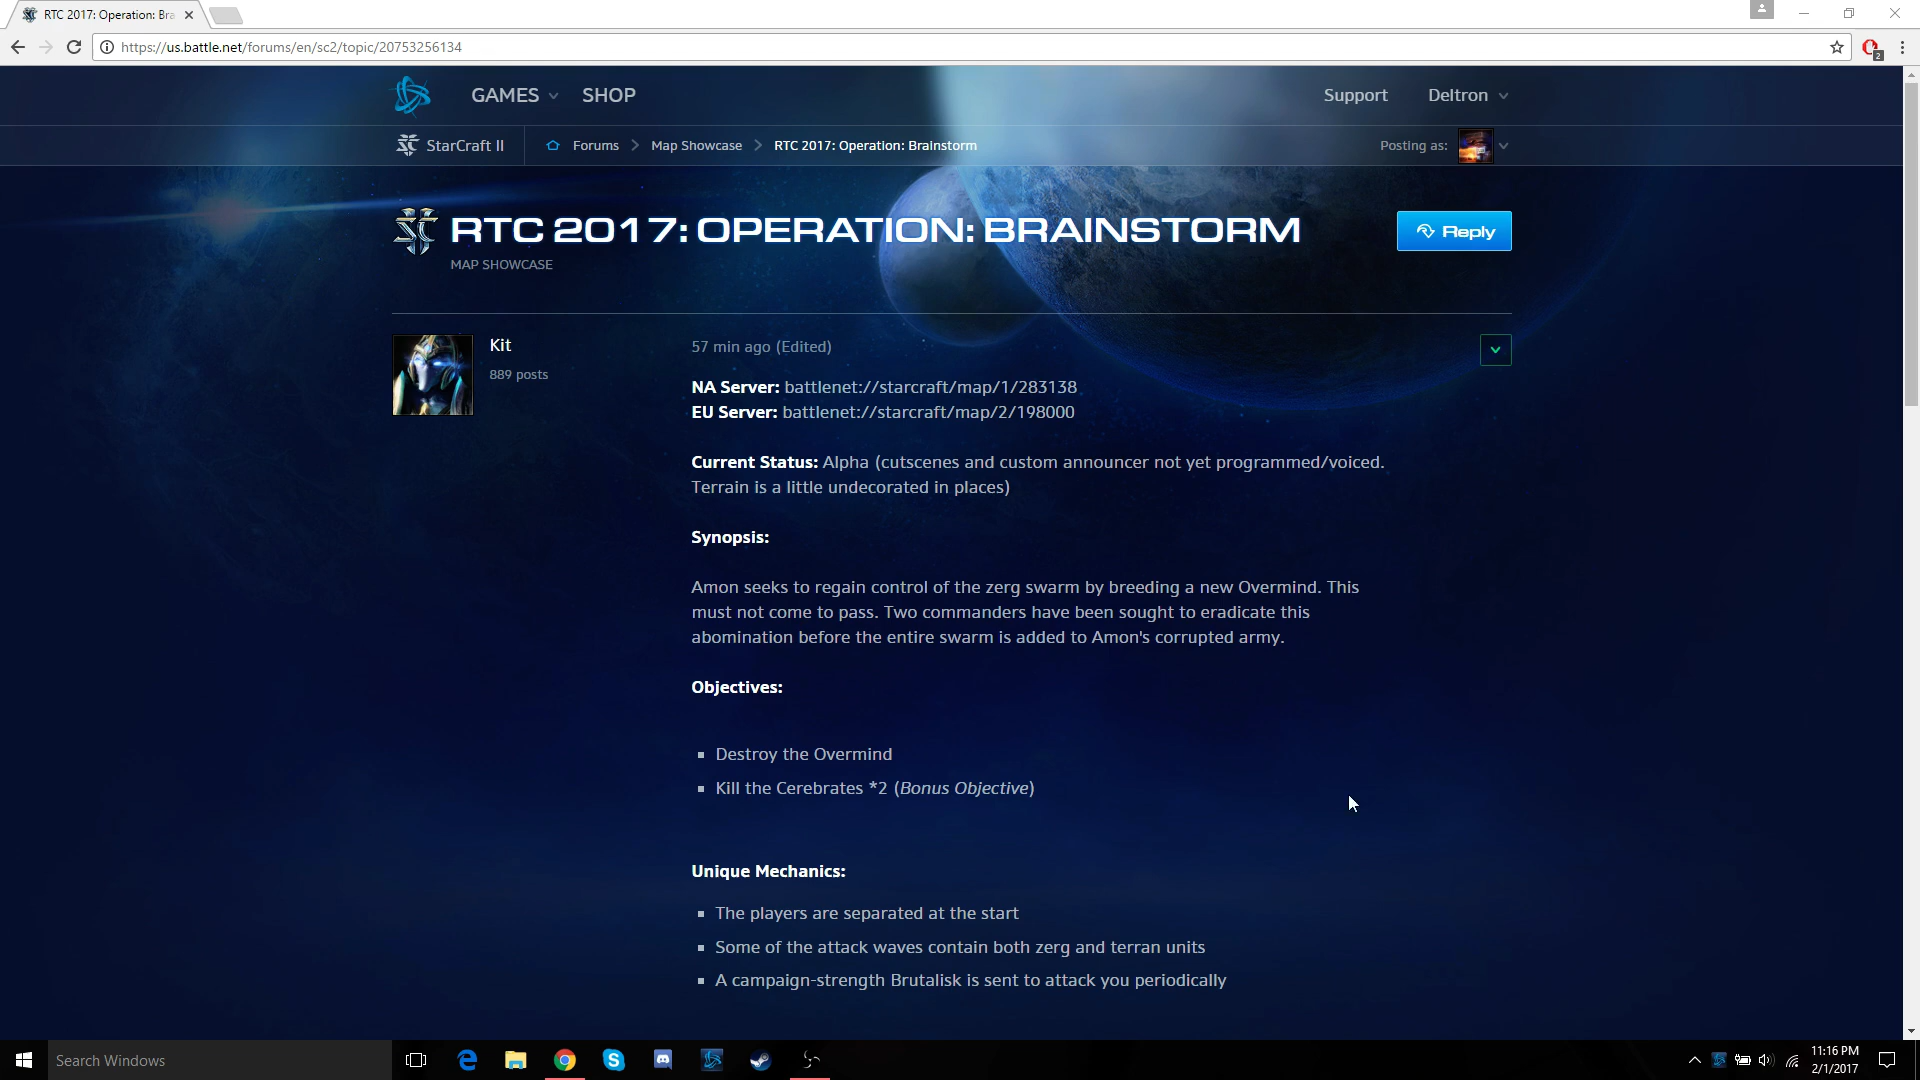 RTC 2017: Operation: Bra
https://us.battle.net/forums/en/sc2/topic/20753256134
2
GAMES SHOP Support Deltron
StarCraft II Forums Map Showcase RTC 2017: Operation: Brainstorm Posting as:
RTC 2017: OPERATION: BRAINSTORM
Reply
MAP SHOWCASE
Kit
889 posts
57 min ago (Edited)
NA Server: battlenet://starcraft/map/1/283138
EU Server: battlenet://starcraft/map/2/198000
Current Status: Alpha (cutscenes and custom announcer not yet programmed/voiced.
Terrain is a little undecorated in places)
Synopsis:
Amon seeks to regain control of the zerg swarm by breeding a new Overmind. This
must not come to pass. Two commanders have been sought to eradicate this
abomination before the entire swarm is added to Amon's corrupted army.
Objectives:
Destroy the Overmind
Kill the Cerebrates *2 (Bonus Objective)
Unique Mechanics:
The players are separated at the start
Some of the attack waves contain both zerg and terran units
A campaign-strength Brutalisk is sent to attack you periodically
Search Windows
11:16 PM
2/1/2017